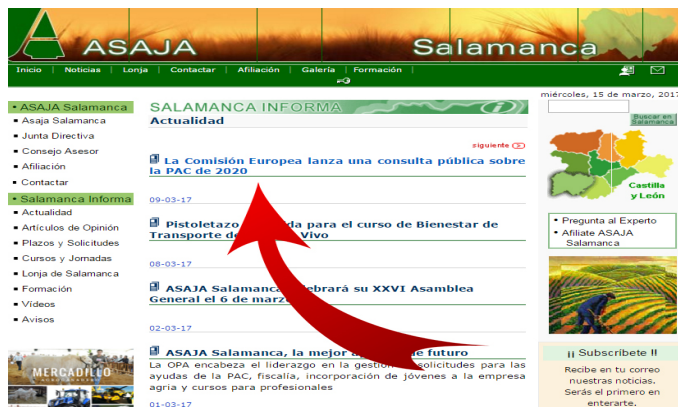 ASAJA Salamanca
Inicio | Noticias | Lonja | Contactar | Afiliación | Galería | Formación |
miércoles, 15 de marzo, 2017
• ASAJA Salamanca
Asaja Salamanca
Junta Directiva
Consejo Asesor
Afiliación
Contactar
• Salamanca Informa
Actualidad
Artículos de Opinión
Plazos y Solicitudes
Cursos y Jornadas
Lonja de Salamanca
Formación
Vídeos
Avisos
MERCADILLO
SALAMANCA INFORMA
Actualidad
siguiente
La Comisión Europea lanza una consulta pública sobre
la PAC de 2020
09-03-17
Pistoletazo para el curso de Bienestar de
Transporte Vivo
08-03-17
ASAJA Salamanca su XXVI Asamblea
General el 6 de
02-03-17
ASAJA Salamanca, la mejor futuro
La OPA encabeza el liderazgo en la solicitudes para las
ayudas de la PAC, fiscalía, incorporación de jóvenes a la empresa
agria y cursos para profesionales
01-03-17
Buscar en
Salamanca
Castilla
y León
Pregunta al Experto
Afiliate ASAJA
Salamanca
¡¡ Subscríbete !!
Recibe en tu correo
nuestras noticias.
Serás el primero en
enterarte.